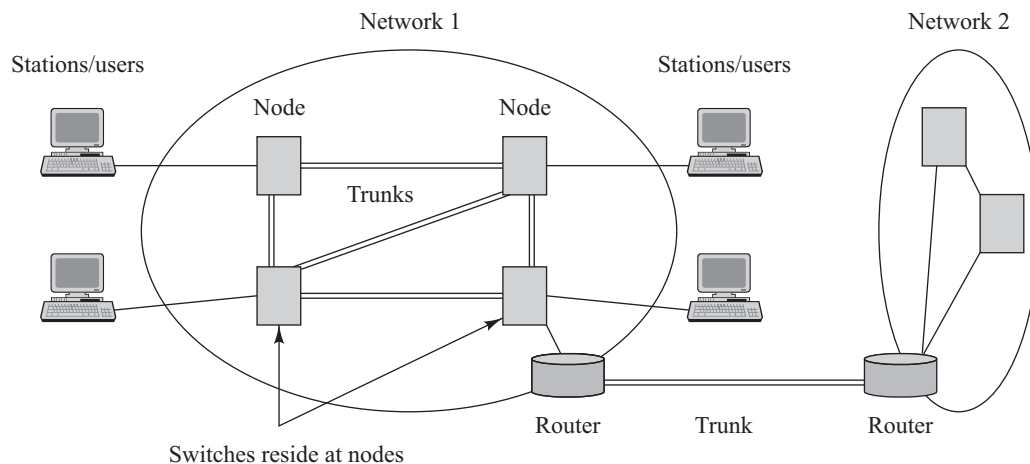 Network 1
Network 2
Stations/users
Stations/users
Node
Node
Trunks
Router
Trunk
Router
Switches reside at nodes